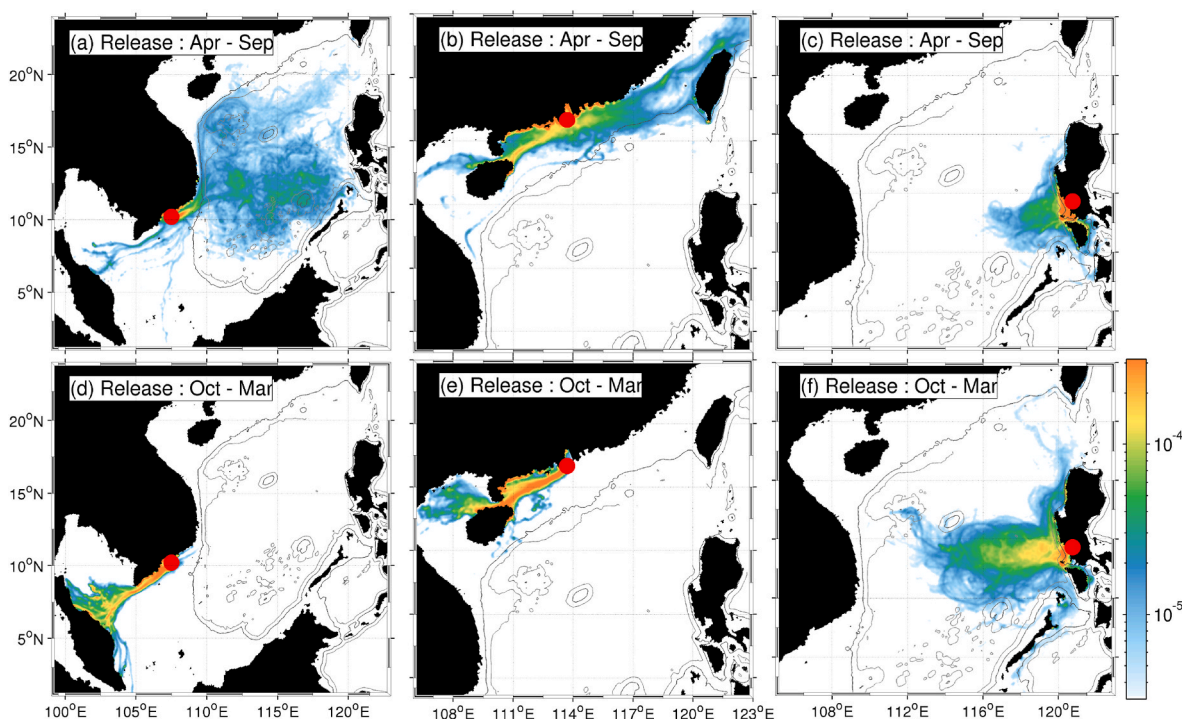 (a) Release : Apr - Sep
(b) Release : Apr - Sep
(c) Release : Apr - Sep
20°N
15°N
10°N
5°N
(d) Release : Oct - Mar
(e) Release : Oct - Mar
(f) Release : Oct - Mar
20°N
15°N
10°N
5°N
10⁻⁴
10⁻⁵
100°E 105°E 110°E 115°E 120°E
108°E 111°E 114°E 117°E 120°E 123°E
108°E 112°E 116°E 120°E